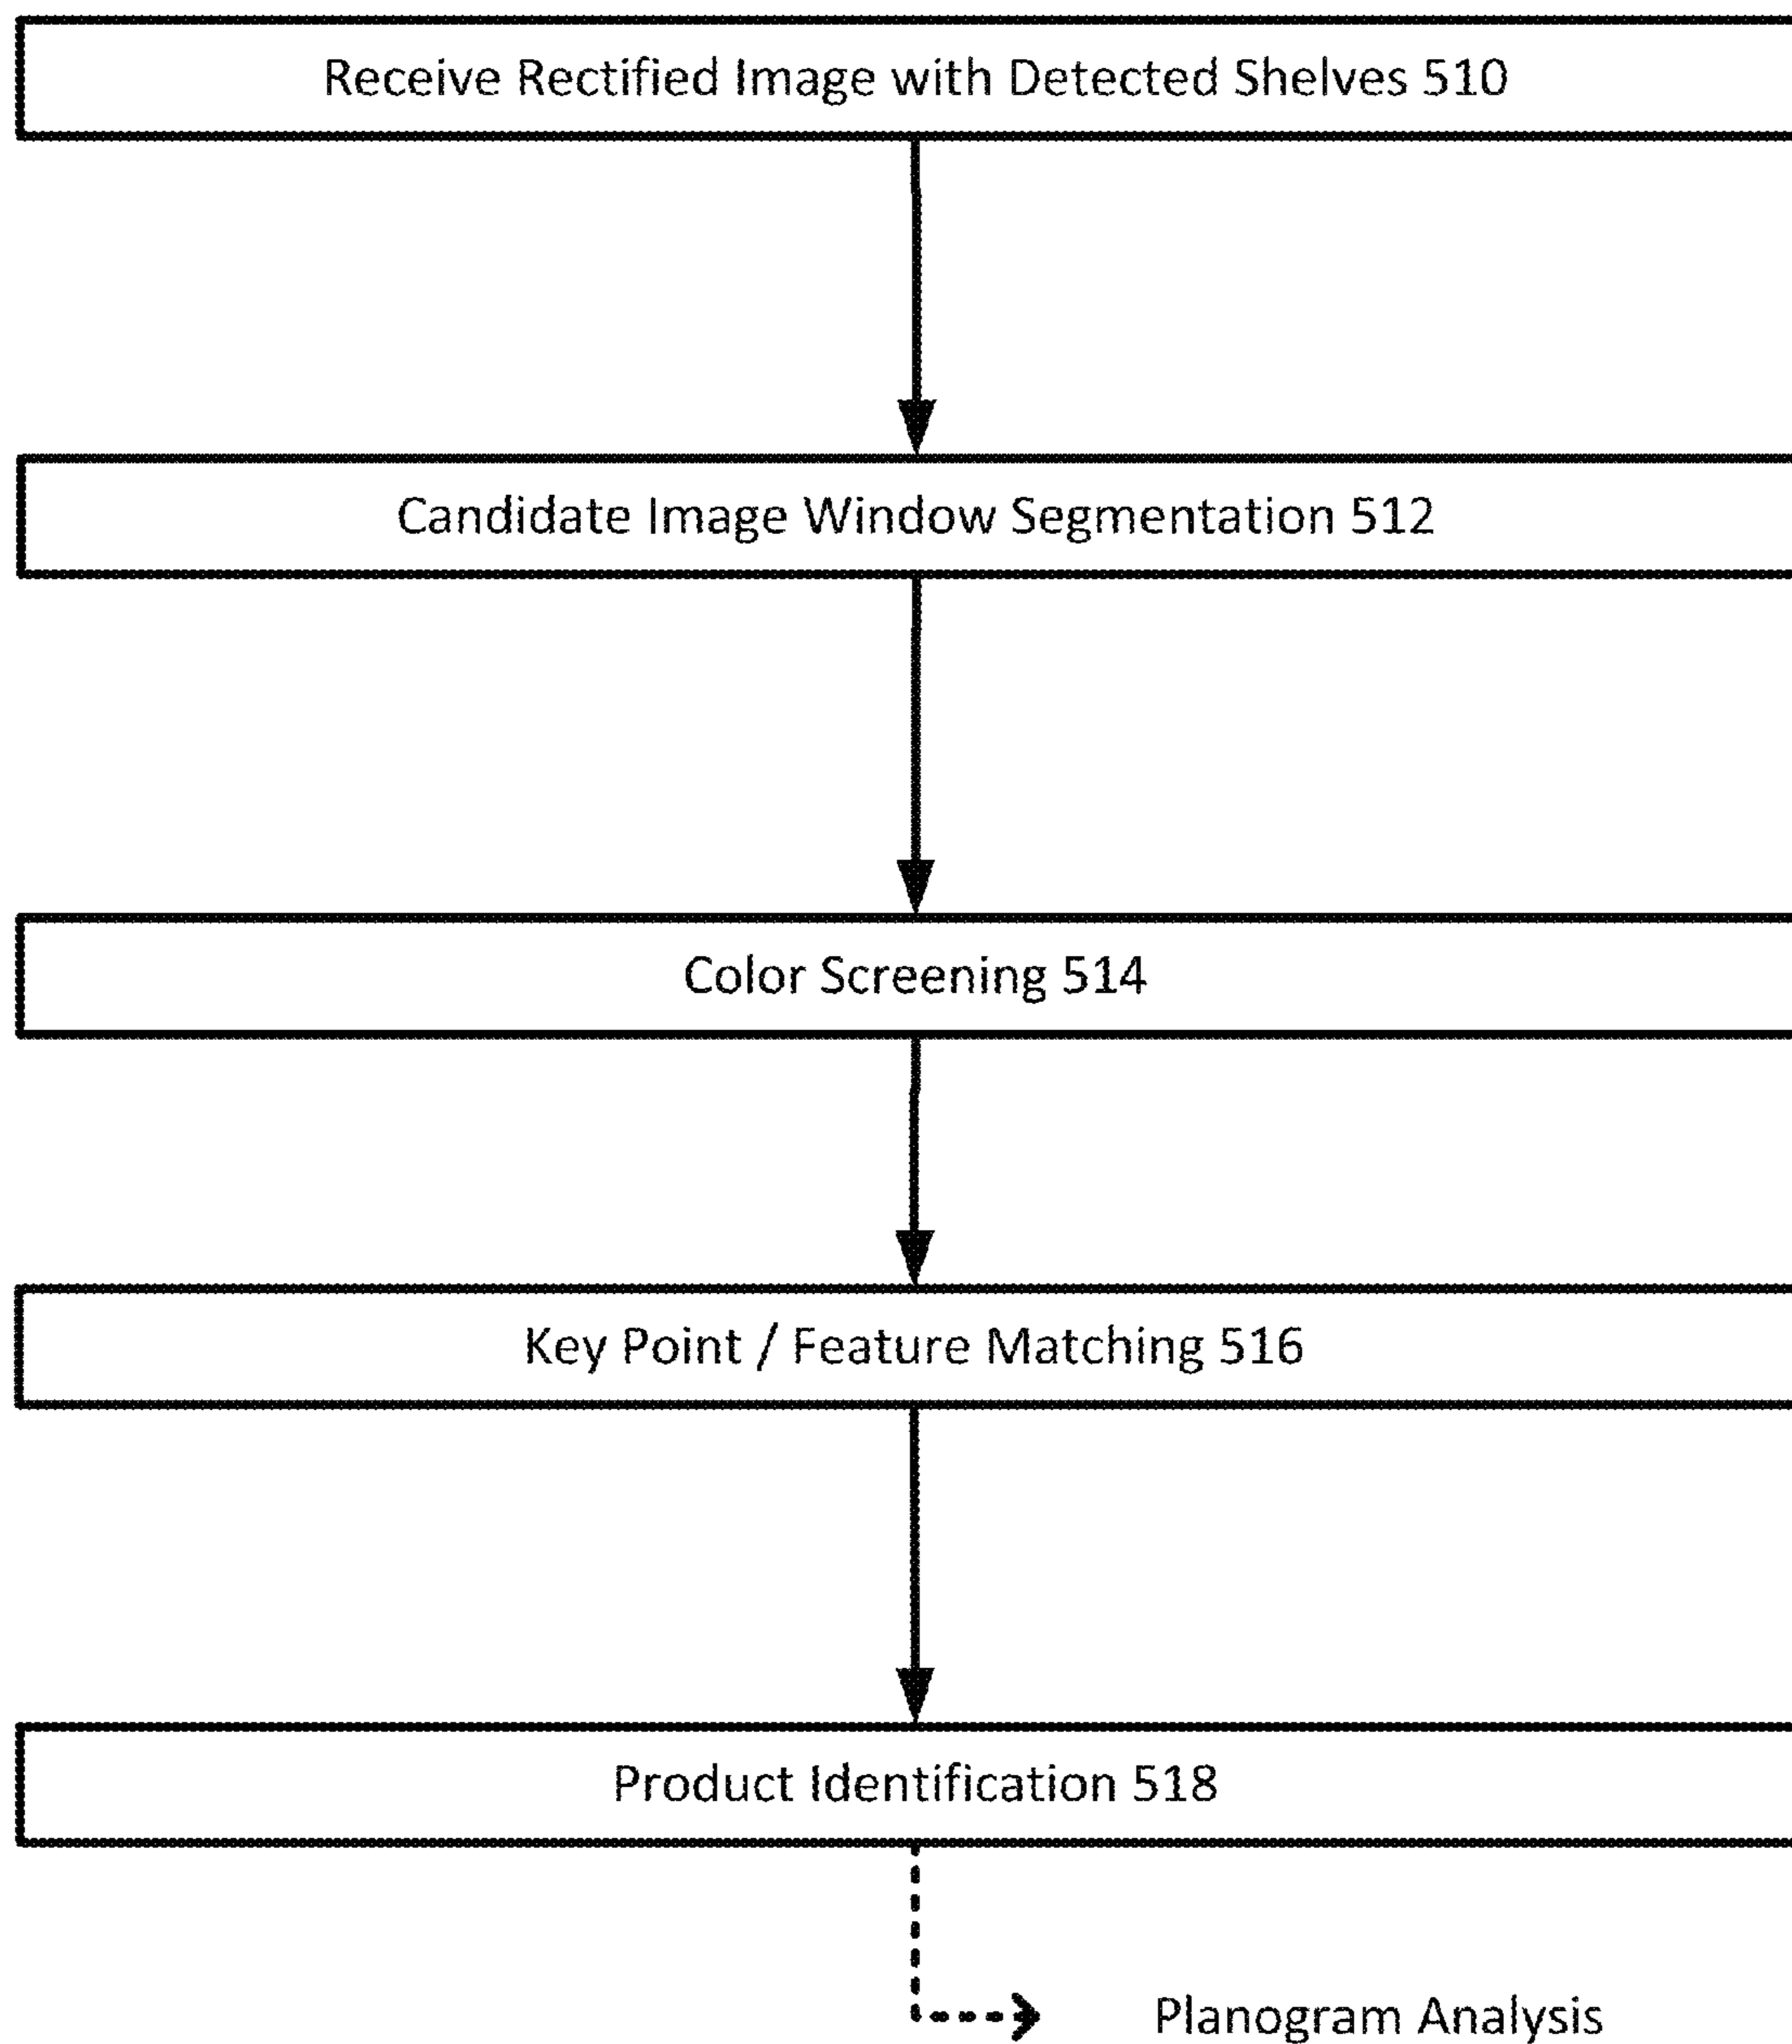 Receive Rectified Image with Detected Shelves 510
Candidate Image Window Segmentation 512
Color Screening 514
Key Point / Feature Matching 516
Product Identification 518
Planogram Analysis